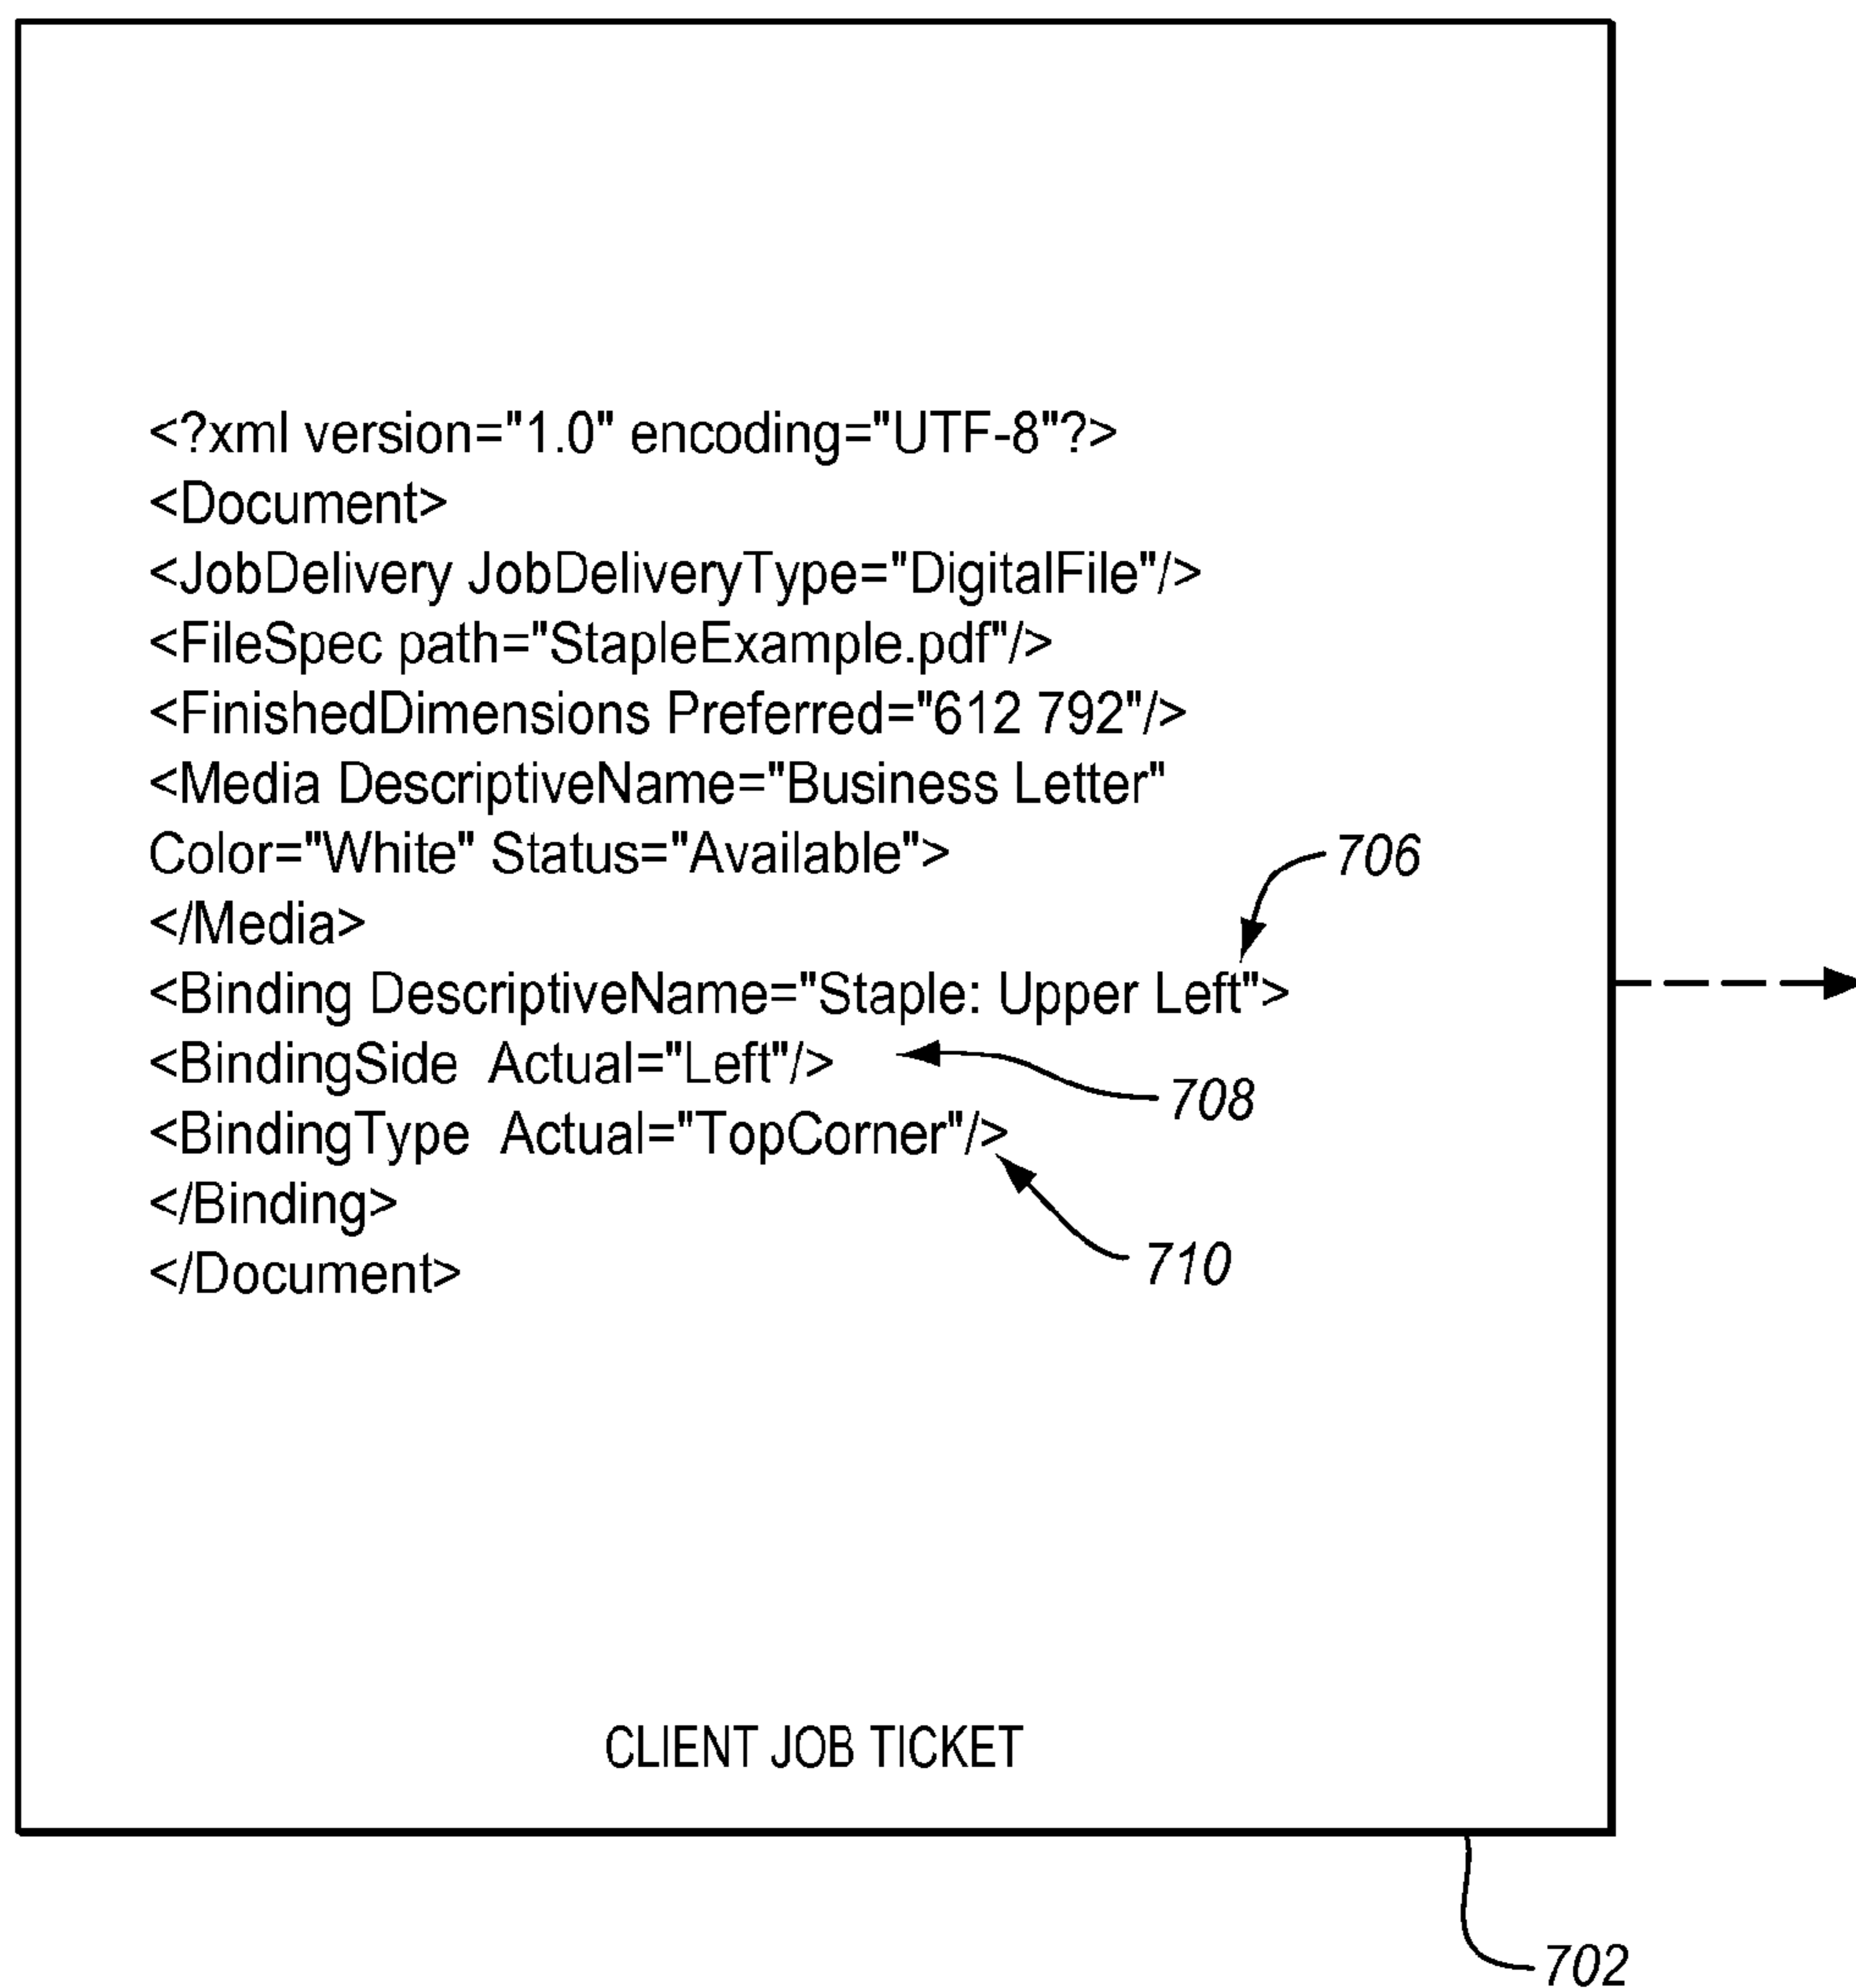 <?xml version="1.0" encoding="UTF-8"?>
<Document>
<JobDelivery JobDeliveryType="DigitalFile"/>
<FileSpec path="StapleExample.pdf"/>
<FinishedDimensions Preferred="612 792"/>
<Media DescriptiveName="Business Letter"
Color="White" Status="Available">
706
</Media>
<Binding DescriptiveName="Staple: Upper Left">
<BindingSide Actual="Left"/>
708
<BindingType Actual="TopCorner"/>
</Binding>
710
</Document>
CLIENT JOB TICKET
702